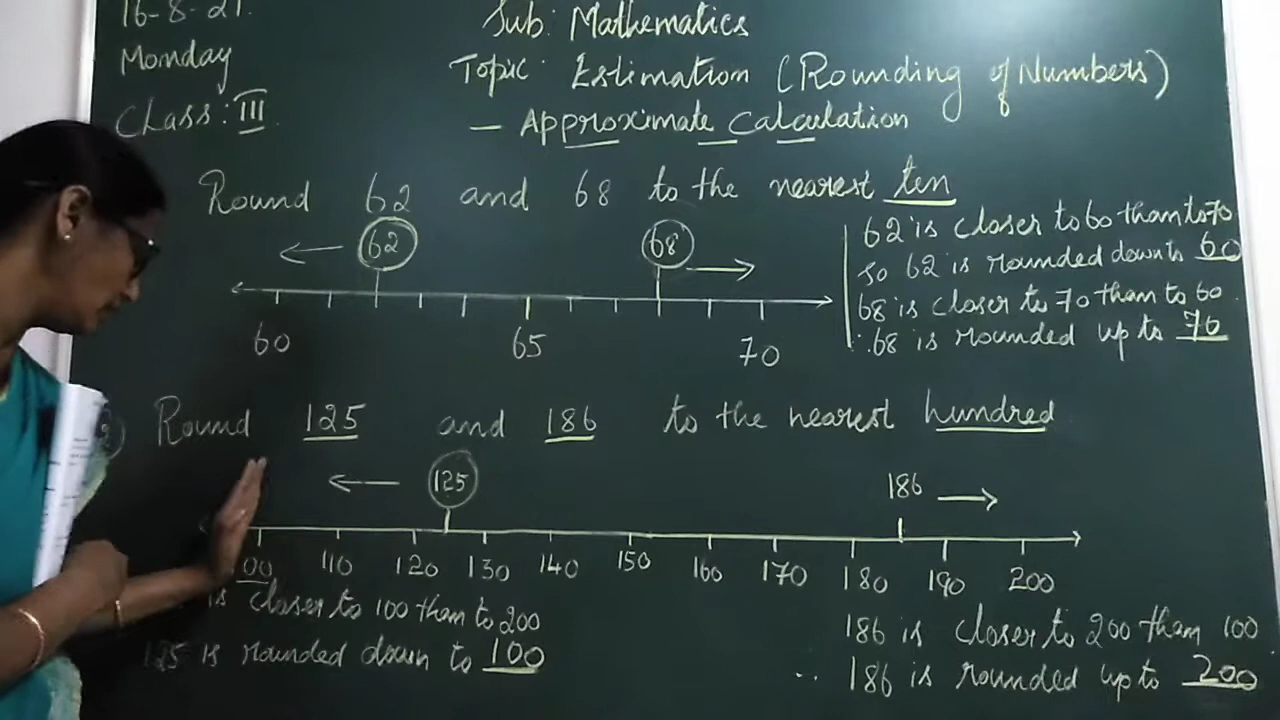 16-8-21.
Monday
Class: III
Sub: Mathematics
Topic: Estimation (Rounding of Numbers)
— Approximate Calculation
Round 62 and 68 to the nearest ten
62 68
60 65 70
62 is closer to 60 than to 70
so 62 is rounded down to 60
68 is closer to 70 than to 60.
∴ 68 is rounded up to 70
2) Round 125 and 186 to the nearest hundred
125 186
00 110 120 130 140 150 160 170 180 190 200
is closer to 100 than to 200
125 is rounded down to 100
186 is closer to 200 than 100
∴ 186 is rounded up to 200